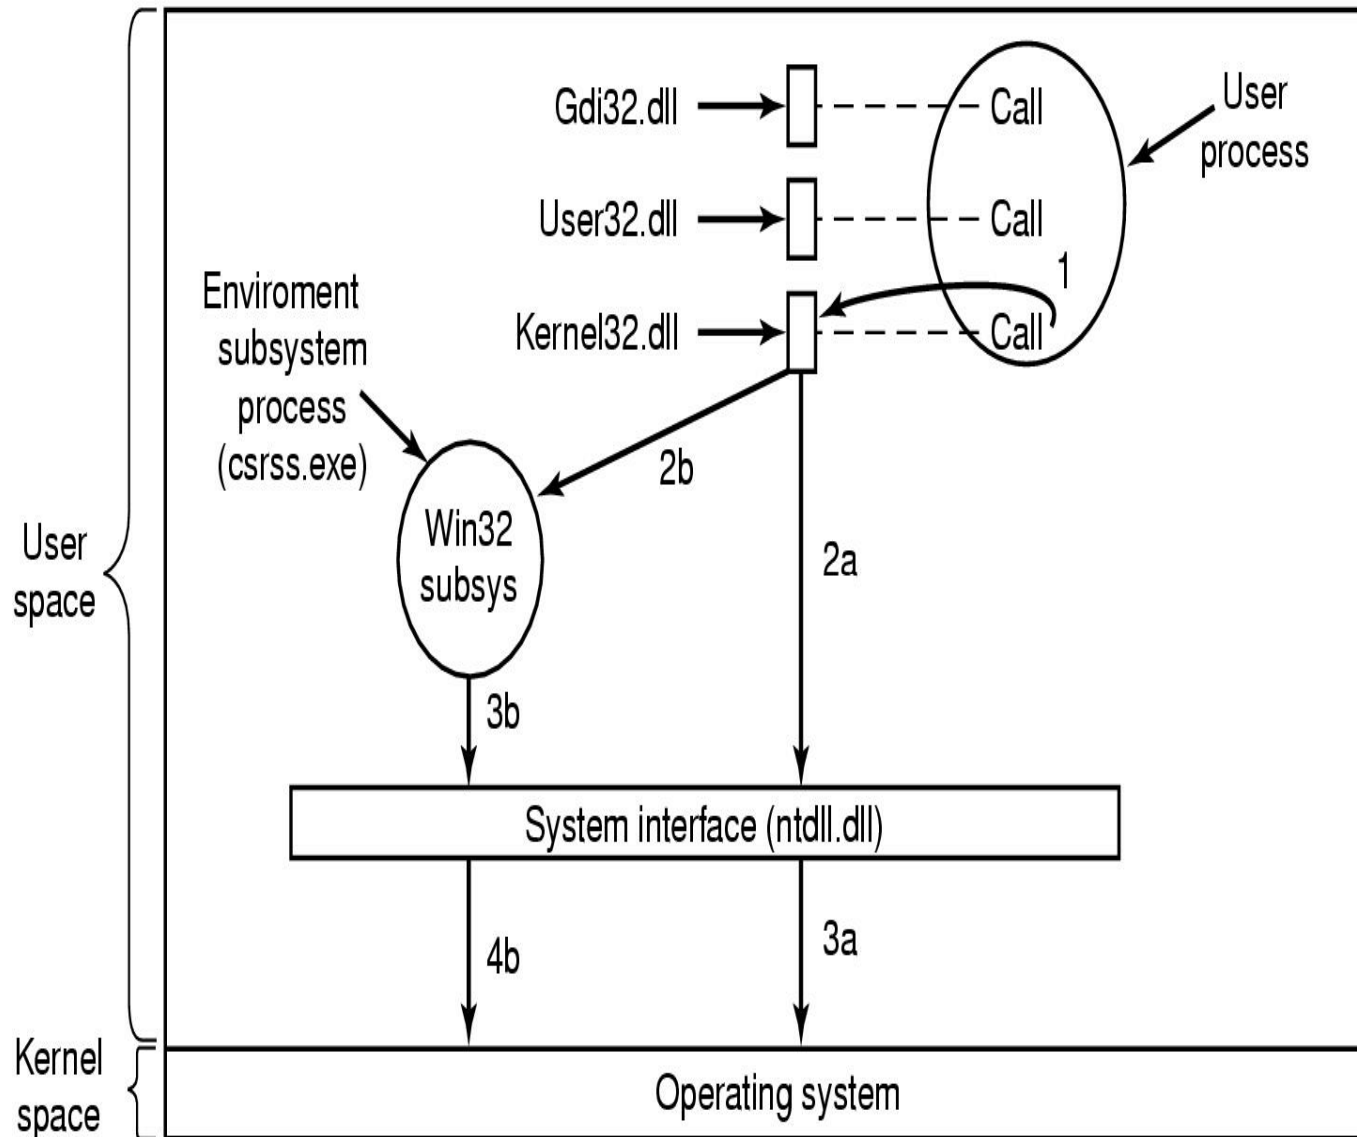 Gdi32.dll
Call
User
process
User32.dll
Call
1
Enviroment
subsystem
process
(csrss.exe)
Kernel32.dll
Call
2b
Win32
subsys
2a
User
space
3b
System interface (ntdll.dll)
4b
3a
Kernel
space
Operating system